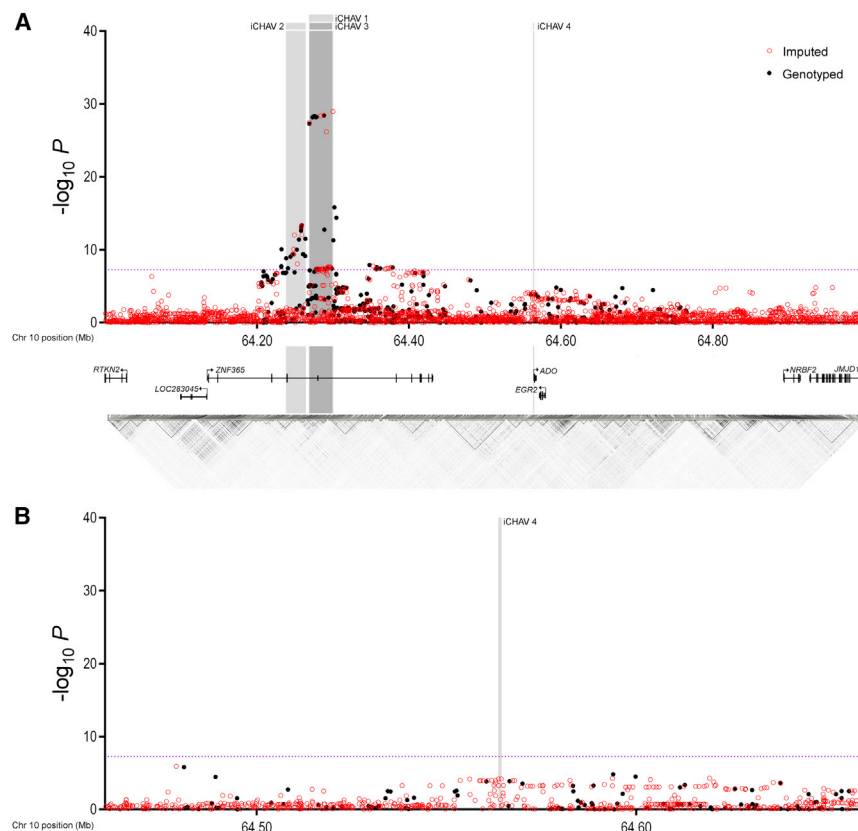 A
iCHAV 1
iCHAV 2
iCHAV 3
iCHAV 4
40
30
20
10
0
-log10 P
Imputed
Genotyped
Chr 10 position (Mb)
64.20
64.40
64.60
64.80
RTKN2
ZNF365
LOC283045
ADO
EGR2
NRBF2
JMJD1
B
iCHAV 4
40
30
20
10
0
-log10 P
Chr 10 position (Mb)
64.50
64.60